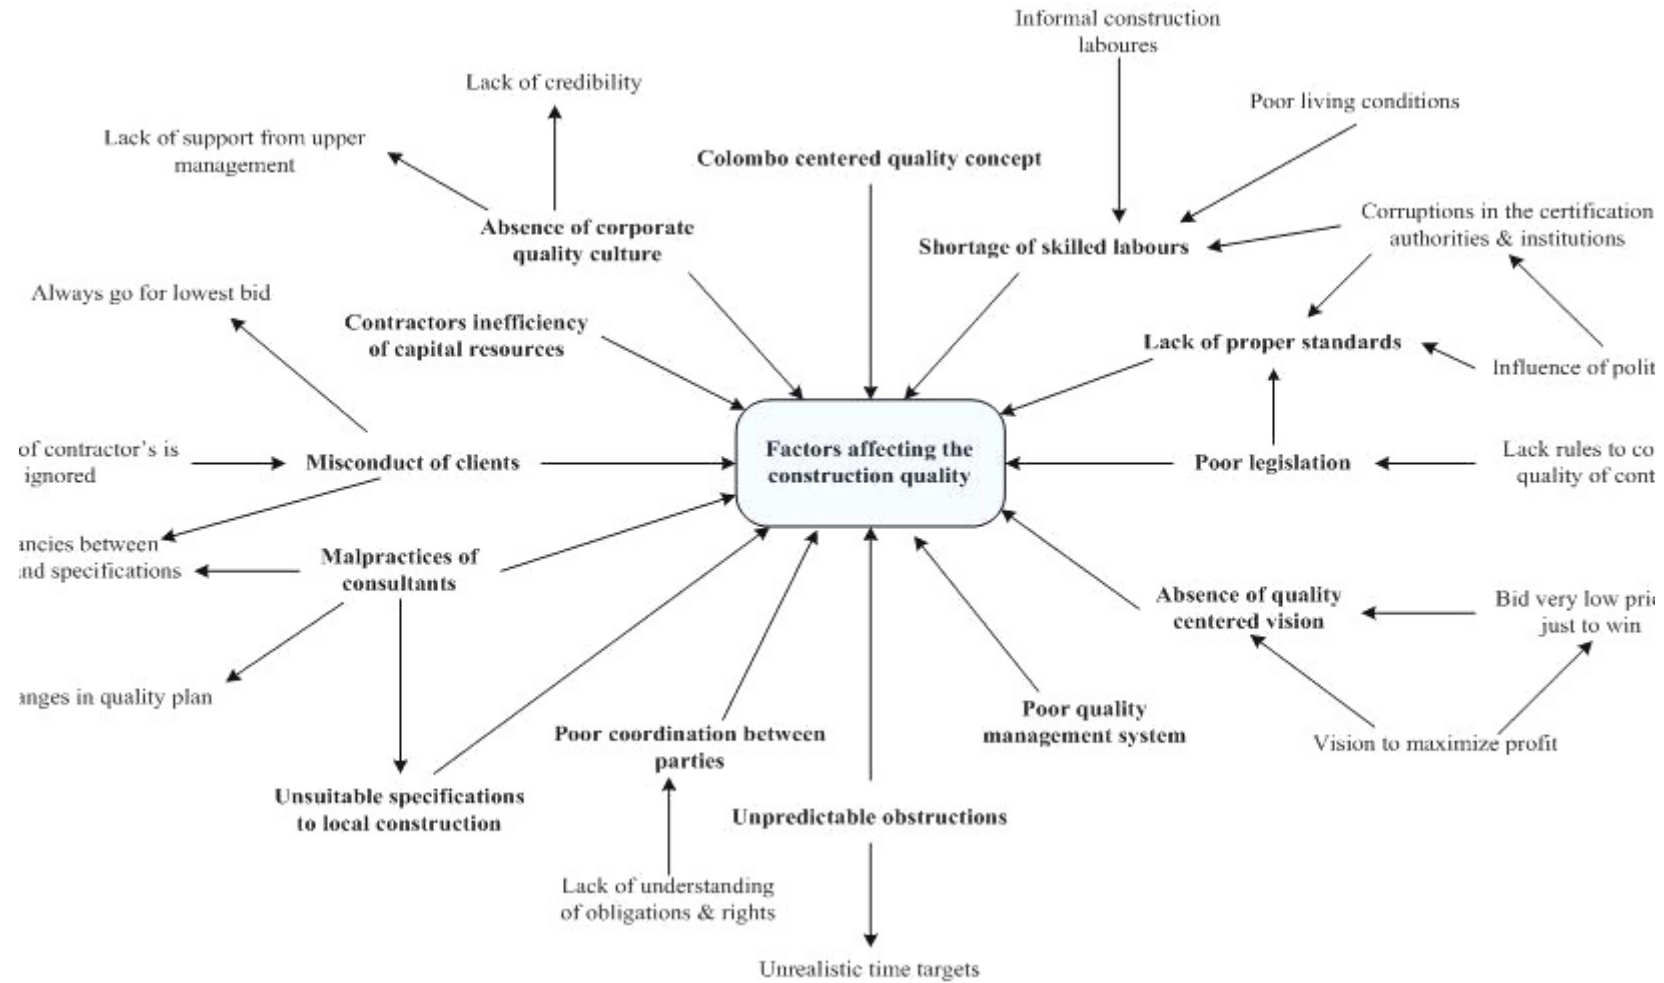 Informal construction
laboures
Lack of credibility
Poor living conditions
Lack of support from upper
management
Colombo centered quality concept
Absence of corporate
quality culture
Shortage of skilled labours
Corruptions in the certification
authorities & institutions
Always go for lowest bid
Contractors inefficiency
of capital resources
Lack of proper standards
Influence of polit
of contractor's is
ignored
Misconduct of clients
Factors affecting the
construction quality
Poor legislation
Lack rules to co
quality of cont
ancies between
nd specifications
Malpractices of
consultants
Absence of quality
centered vision
Bid very low pri
just to win
anges in quality plan
Poor coordination between
parties
Poor quality
management system
Vision to maximize profit
Unsuitable specifications
to local construction
Unpredictable obstructions
Lack of understanding
of obligations & rights
Unrealistic time targets